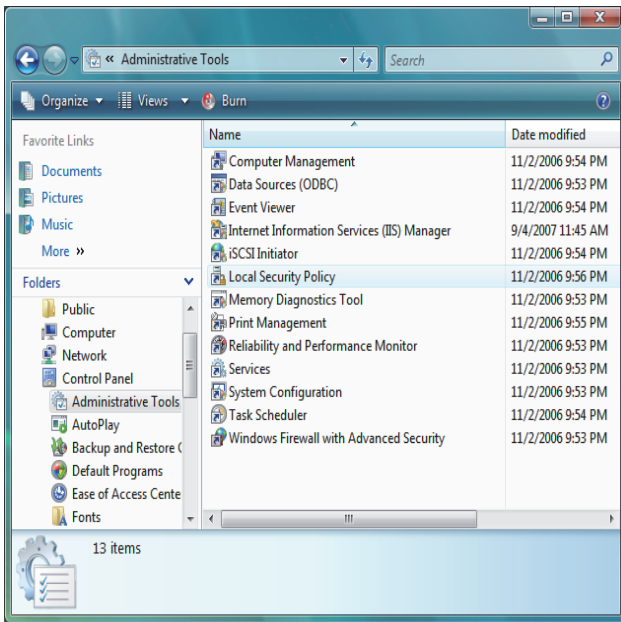 « Administrative Tools
Search
Organize Views Burn
Favorite Links
Documents
Pictures
Music
More »
Folders
Public
Computer
Network
Control Panel
Administrative Tools
AutoPlay
Backup and Restore C
Default Programs
Ease of Access Cente
Fonts
Name Date modified
Computer Management 11/2/2006 9:54 PM
Data Sources (ODBC) 11/2/2006 9:53 PM
Event Viewer 11/2/2006 9:54 PM
Internet Information Services (IIS) Manager 9/4/2007 11:45 AM
iSCSI Initiator 11/2/2006 9:54 PM
Local Security Policy 11/2/2006 9:56 PM
Memory Diagnostics Tool 11/2/2006 9:53 PM
Print Management 11/2/2006 9:55 PM
Reliability and Performance Monitor 11/2/2006 9:53 PM
Services 11/2/2006 9:53 PM
System Configuration 11/2/2006 9:53 PM
Task Scheduler 11/2/2006 9:54 PM
Windows Firewall with Advanced Security 11/2/2006 9:53 PM
13 items